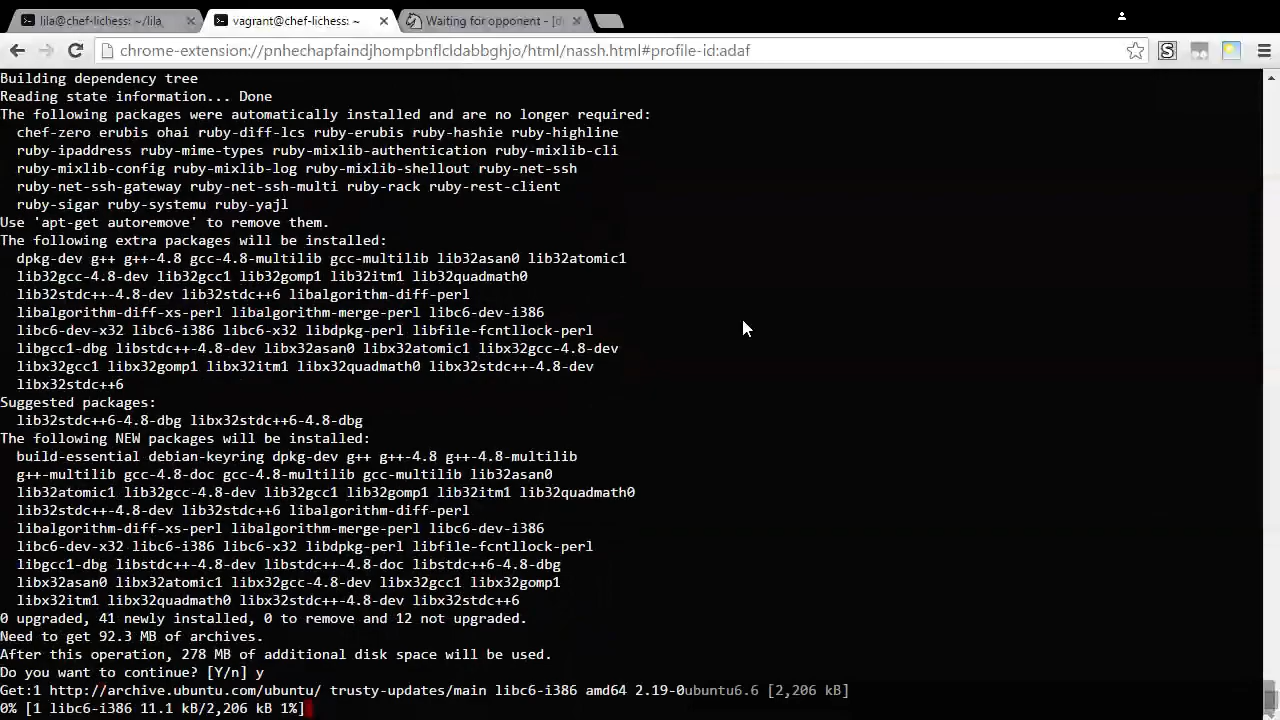 lila@chef-lichess: ~/lila
vagrant@chef-lichess: ~
Waiting for opponent - [d
chrome-extension://pnhechapfaindjhompbnflcldabbghjo/html/nassh.html#profile-id:adaf
Building dependency tree
Reading state information... Done
The following packages were automatically installed and are no longer required:
chef-zero erubis ohai ruby-diff-lcs ruby-erubis ruby-hashie ruby-highline
ruby-ipaddress ruby-mime-types ruby-mixlib-authentication ruby-mixlib-cli
ruby-mixlib-config ruby-mixlib-log ruby-mixlib-shellout ruby-net-ssh
ruby-net-ssh-gateway ruby-net-ssh-multi ruby-rack ruby-rest-client
ruby-sigar ruby-systemu ruby-yajl
Use 'apt-get autoremove' to remove them.
The following extra packages will be installed:
dpkg-dev g++ g++-4.8 gcc-4.8-multilib gcc-multilib lib32asan0 lib32atomic1
lib32gcc-4.8-dev lib32gcc1 lib32gomp1 lib32itm1 lib32quadmath0
lib32stdc++-4.8-dev lib32stdc++6 libalgorithm-diff-perl
libalgorithm-diff-xs-perl libalgorithm-merge-perl libc6-dev-i386
libc6-dev-x32 libc6-i386 libc6-x32 libdpkg-perl libfile-fcntllock-perl
libgcc1-dbg libstdc++-4.8-dev libx32asan0 libx32atomic1 libx32gcc-4.8-dev
libx32gcc1 libx32gomp1 libx32itm1 libx32quadmath0 libx32stdc++-4.8-dev
libx32stdc++6
Suggested packages:
lib32stdc++6-4.8-dbg libx32stdc++6-4.8-dbg
The following NEW packages will be installed:
build-essential debian-keyring dpkg-dev g++ g++-4.8 g++-4.8-multilib
g++-multilib gcc-4.8-doc gcc-4.8-multilib gcc-multilib lib32asan0
lib32atomic1 lib32gcc-4.8-dev lib32gcc1 lib32gomp1 lib32itm1 lib32quadmath0
lib32stdc++-4.8-dev lib32stdc++6 libalgorithm-diff-perl
libalgorithm-diff-xs-perl libalgorithm-merge-perl libc6-dev-i386
libc6-dev-x32 libc6-i386 libc6-x32 libdpkg-perl libfile-fcntllock-perl
libgcc1-dbg libstdc++-4.8-dev libstdc++-4.8-doc libstdc++6-4.8-dbg
libx32asan0 libx32atomic1 libx32gcc-4.8-dev libx32gcc1 libx32gomp1
libx32itm1 libx32quadmath0 libx32stdc++-4.8-dev libx32stdc++6
0 upgraded, 41 newly installed, 0 to remove and 12 not upgraded.
Need to get 92.3 MB of archives.
After this operation, 278 MB of additional disk space will be used.
Do you want to continue? [Y/n] y
Get:1 http://archive.ubuntu.com/ubuntu/ trusty-updates/main libc6-i386 amd64 2.19-0ubuntu6.6 [2,206 kB]
0% [1 libc6-i386 11.1 kB/2,206 kB 1%]